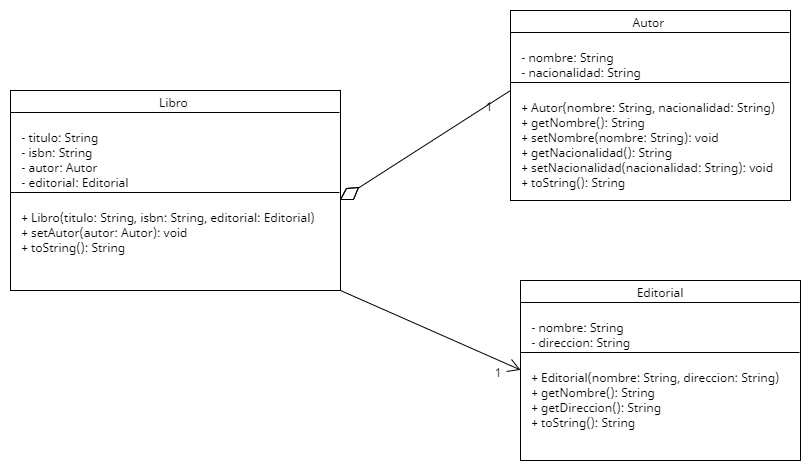 Libro
- titulo: String
- isbn: String
- autor: Autor
- editorial: Editorial
+ Libro(titulo: String, isbn: String, editorial: Editorial)
+ setAutor(autor: Autor): void
+ toString(): String
Autor
- nombre: String
- nacionalidad: String
+ Autor(nombre: String, nacionalidad: String)
+ getNombre(): String
+ setNombre(nombre: String): void
+ getNacionalidad(): String
+ setNacionalidad(nacionalidad: String): void
+ toString(): String
1
Editorial
- nombre: String
- direccion: String
+ Editorial(nombre: String, direccion: String)
+ getNombre(): String
+ getDireccion(): String
+ toString(): String
1